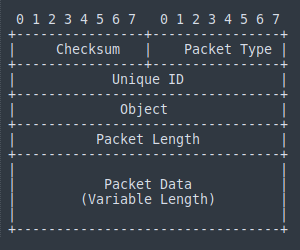 0 1 2 3 4 5 6 7 0 1 2 3 4 5 6 7
Checksum Packet Type
Unique ID
Object
Packet Length
Packet Data
(Variable Length)